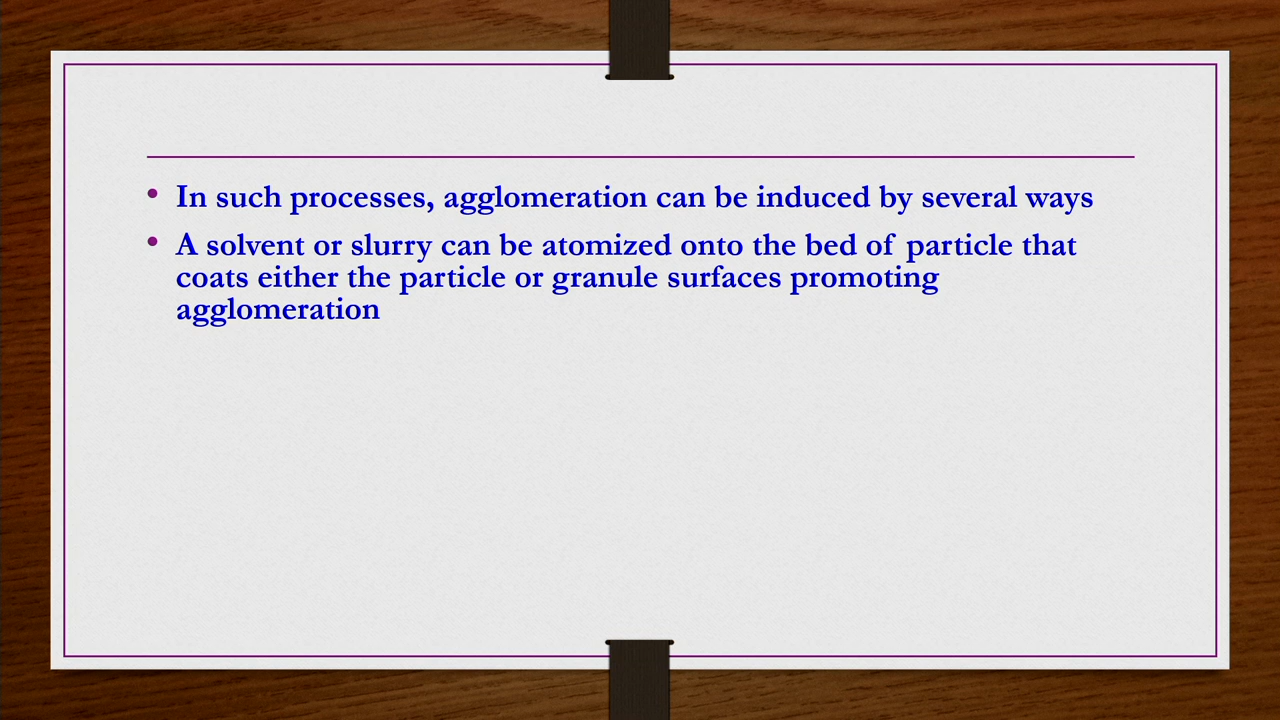 • In such processes, agglomeration can be induced by several ways
• A solvent or slurry can be atomized onto the bed of particle that
coats either the particle or granule surfaces promoting
agglomeration